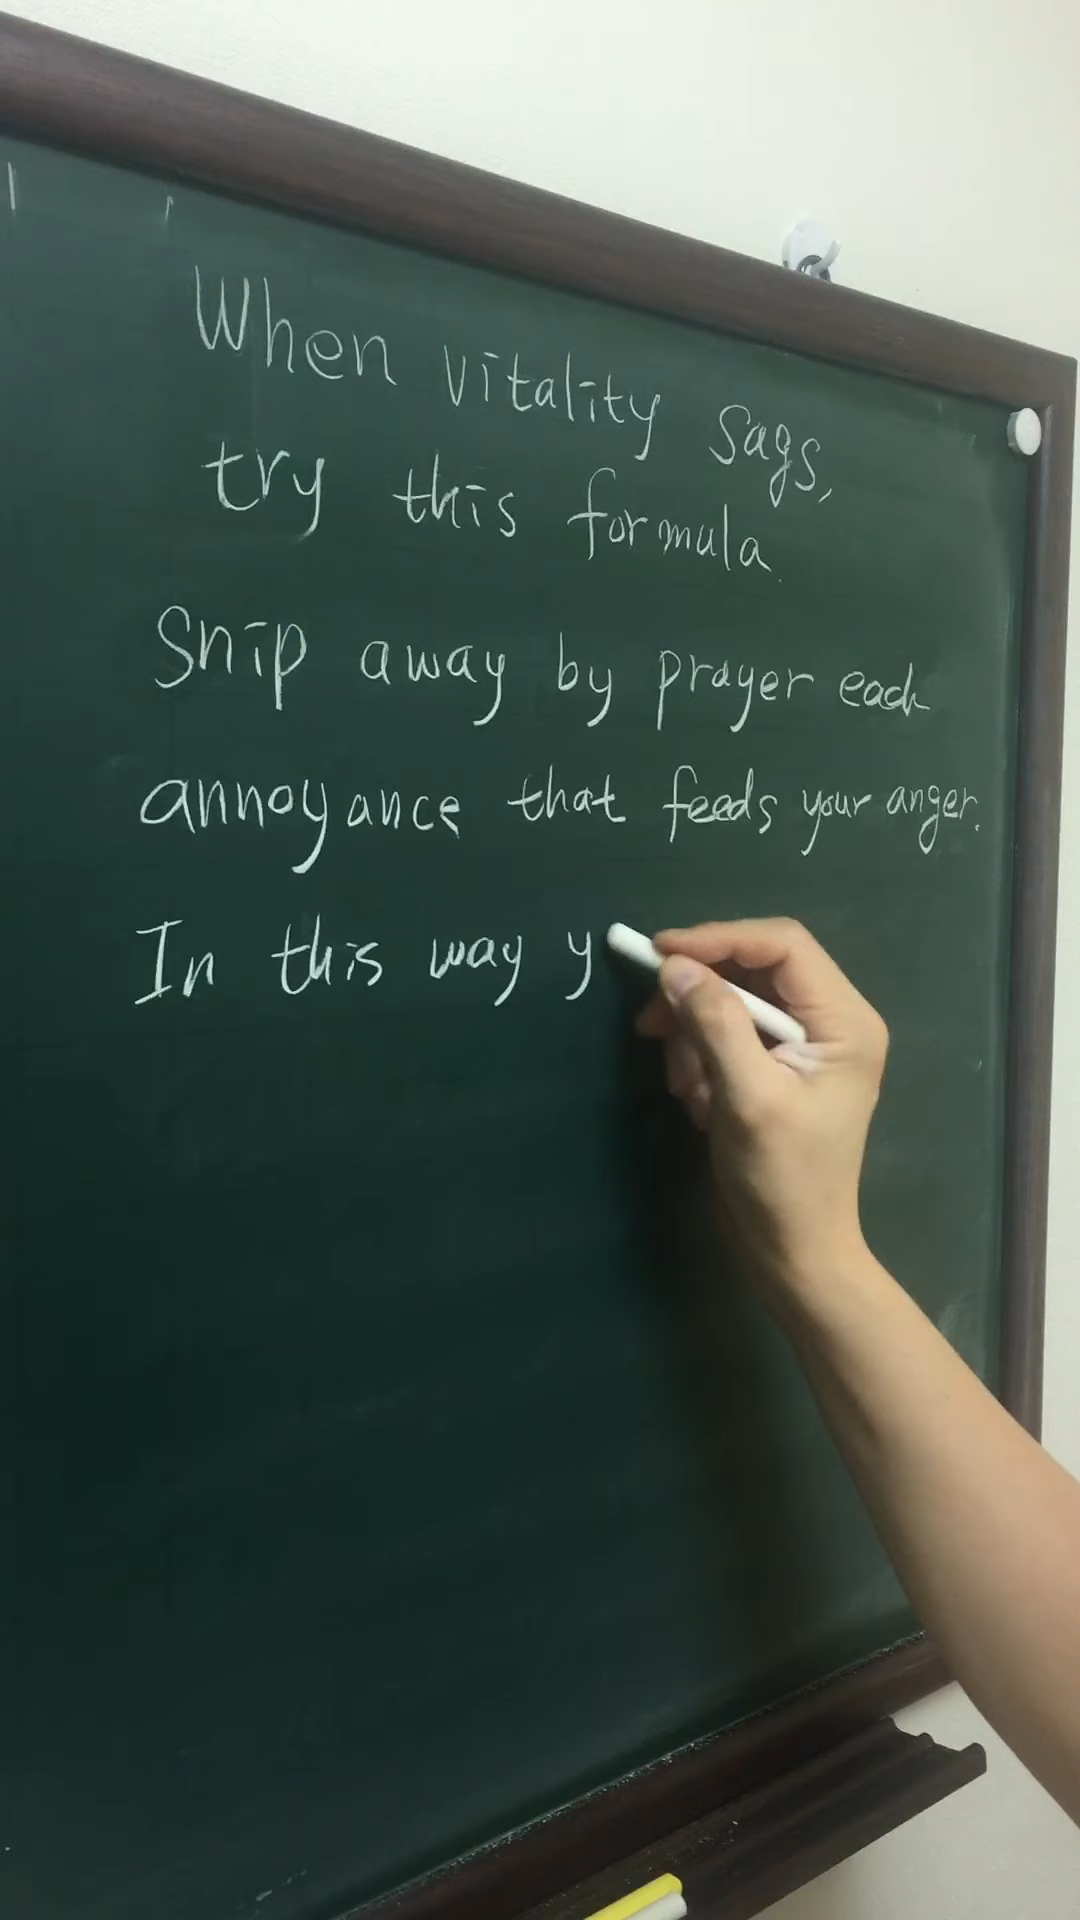 When vitality sags,
try this formula.
Snip away by prayer each
annoyance that feeds your anger.
In this way y